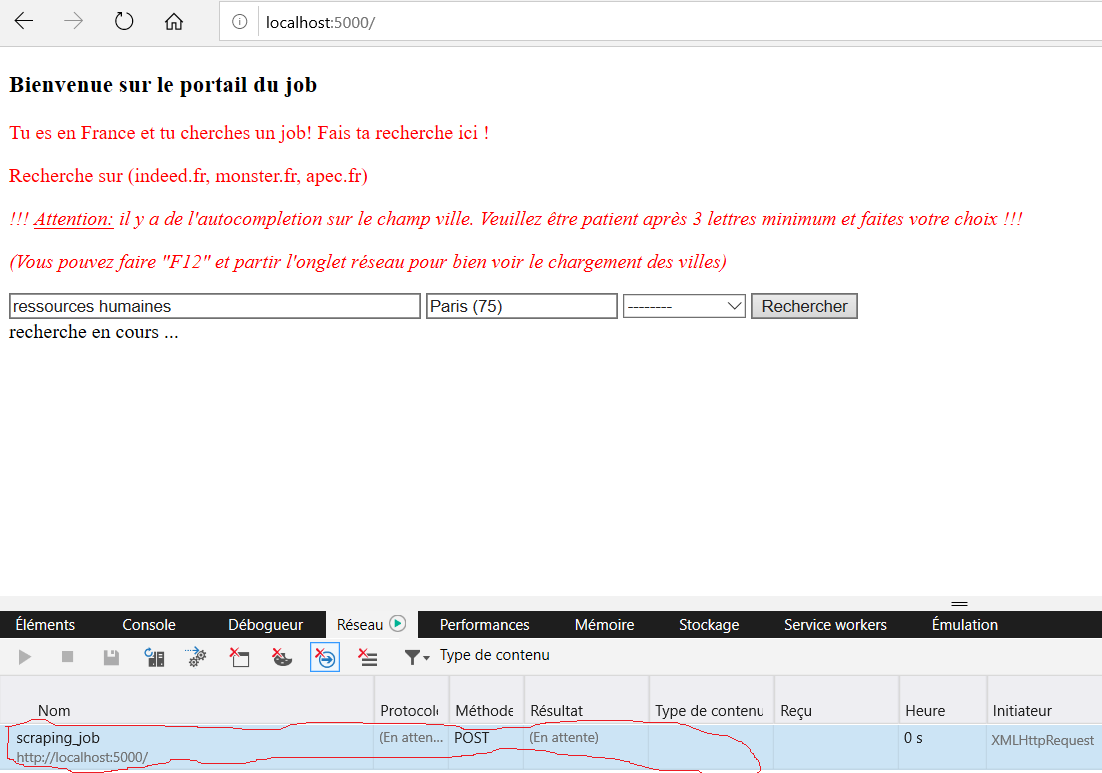 localhost:5000/
Bienvenue sur le portail du job
Tu es en France et tu cherches un job! Fais ta recherche ici !
Recherche sur (indeed.fr, monster.fr, apec.fr)
!!! Attention: il y a de l'autocompletion sur le champ ville. Veuillez être patient après 3 lettres minimum et faites votre choix !!!
(Vous pouvez faire "F12" et partir l'onglet réseau pour bien voir le chargement des villes)
ressources humaines Paris (75) -------- Rechercher
recherche en cours ...
Éléments Console Débogueur Réseau Performances Mémoire Stockage Service workers Émulation
Type de contenu
Nom Protocole Méthode Résultat Type de contenu Reçu Heure Initiateur
scraping_job (En atten... POST (En attente) 0 s XMLHttpRequest
http://localhost:5000/